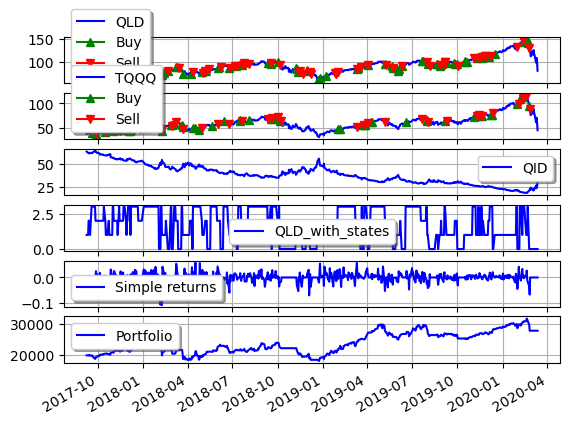 QLD
Buy
Sell
150
100
TQQQ
Buy
Sell
100
50
QID
50
25
QLD_with_states
2.5
0.0
Simple returns
0.0
−0.1
Portfolio
30000
20000
2017-10 2018-01 2018-04 2018-07 2018-10 2019-01 2019-04 2019-07 2019-10 2020-01 2020-04